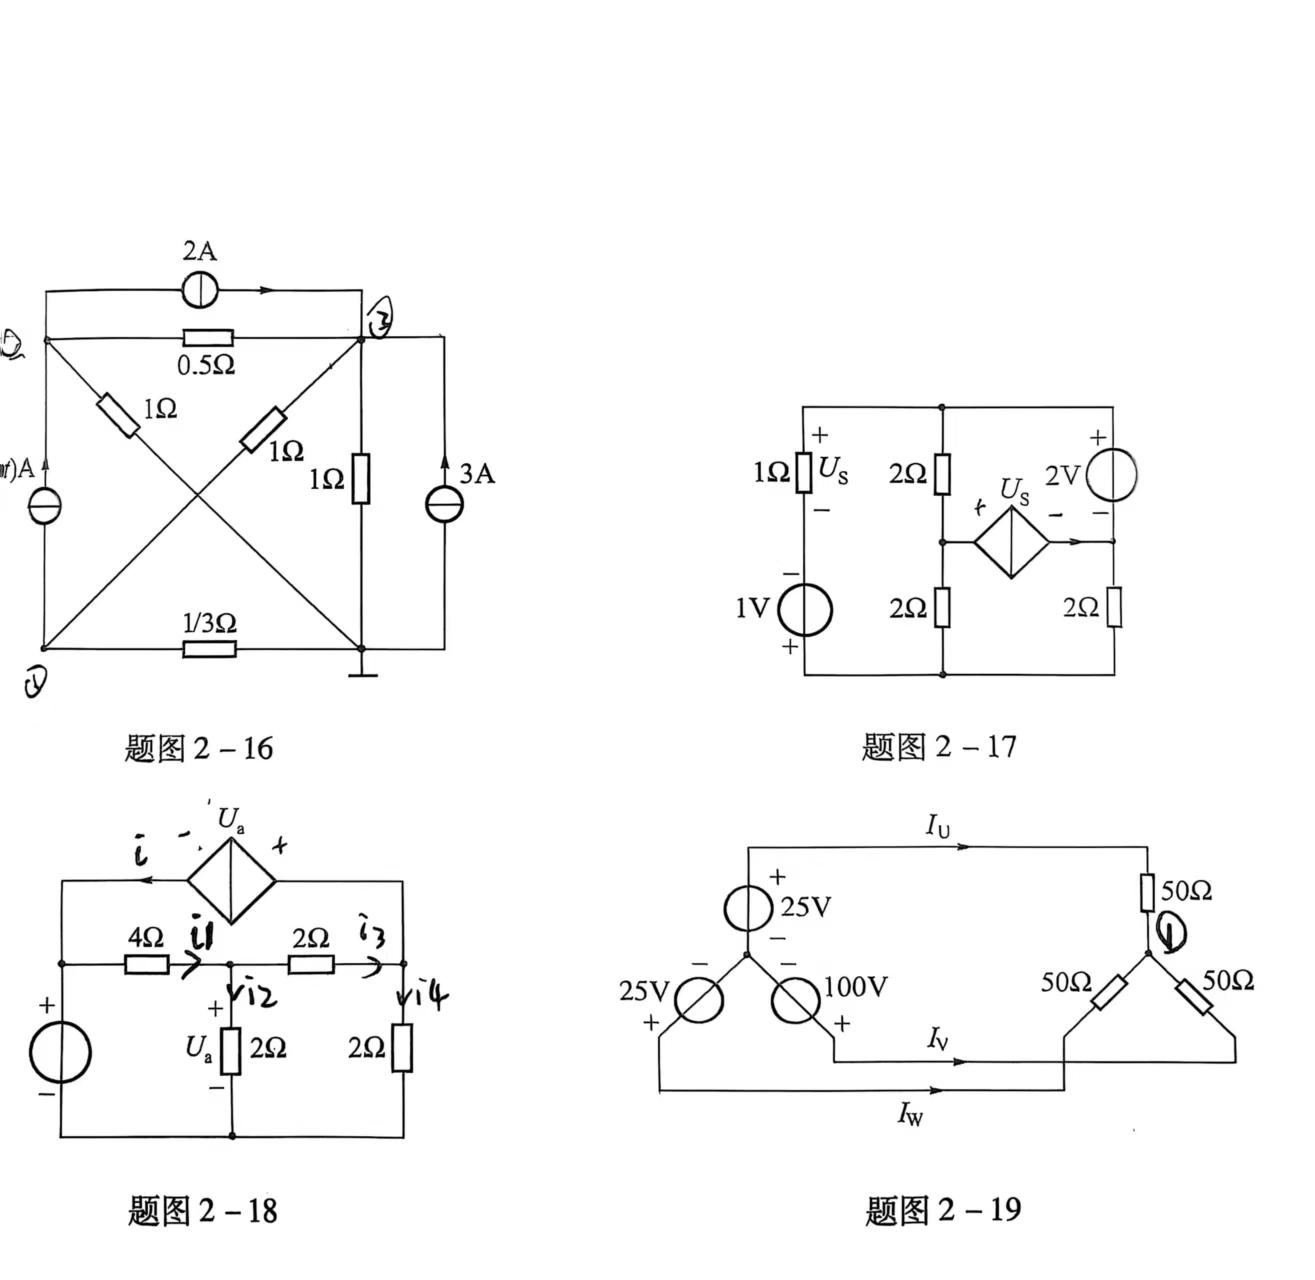 2A
③
0.5Ω
1Ω
1Ω
1Ω
)A
3A
1/3Ω
①
题图 2 - 16
+
1Ω
U_S
−
2Ω
+
U_S
−
+
2V
−
−
1V
+
2Ω
2Ω
题图 2 - 17
U_a
i
−
+
4Ω
i1
2Ω
i3
+
−
i2
+
U_a
−
2Ω
i4
2Ω
题图 2 - 18
I_U
+
25V
−
50Ω
①
−
25V
+
−
100V
+
50Ω
50Ω
I_V
I_W
题图 2 - 19